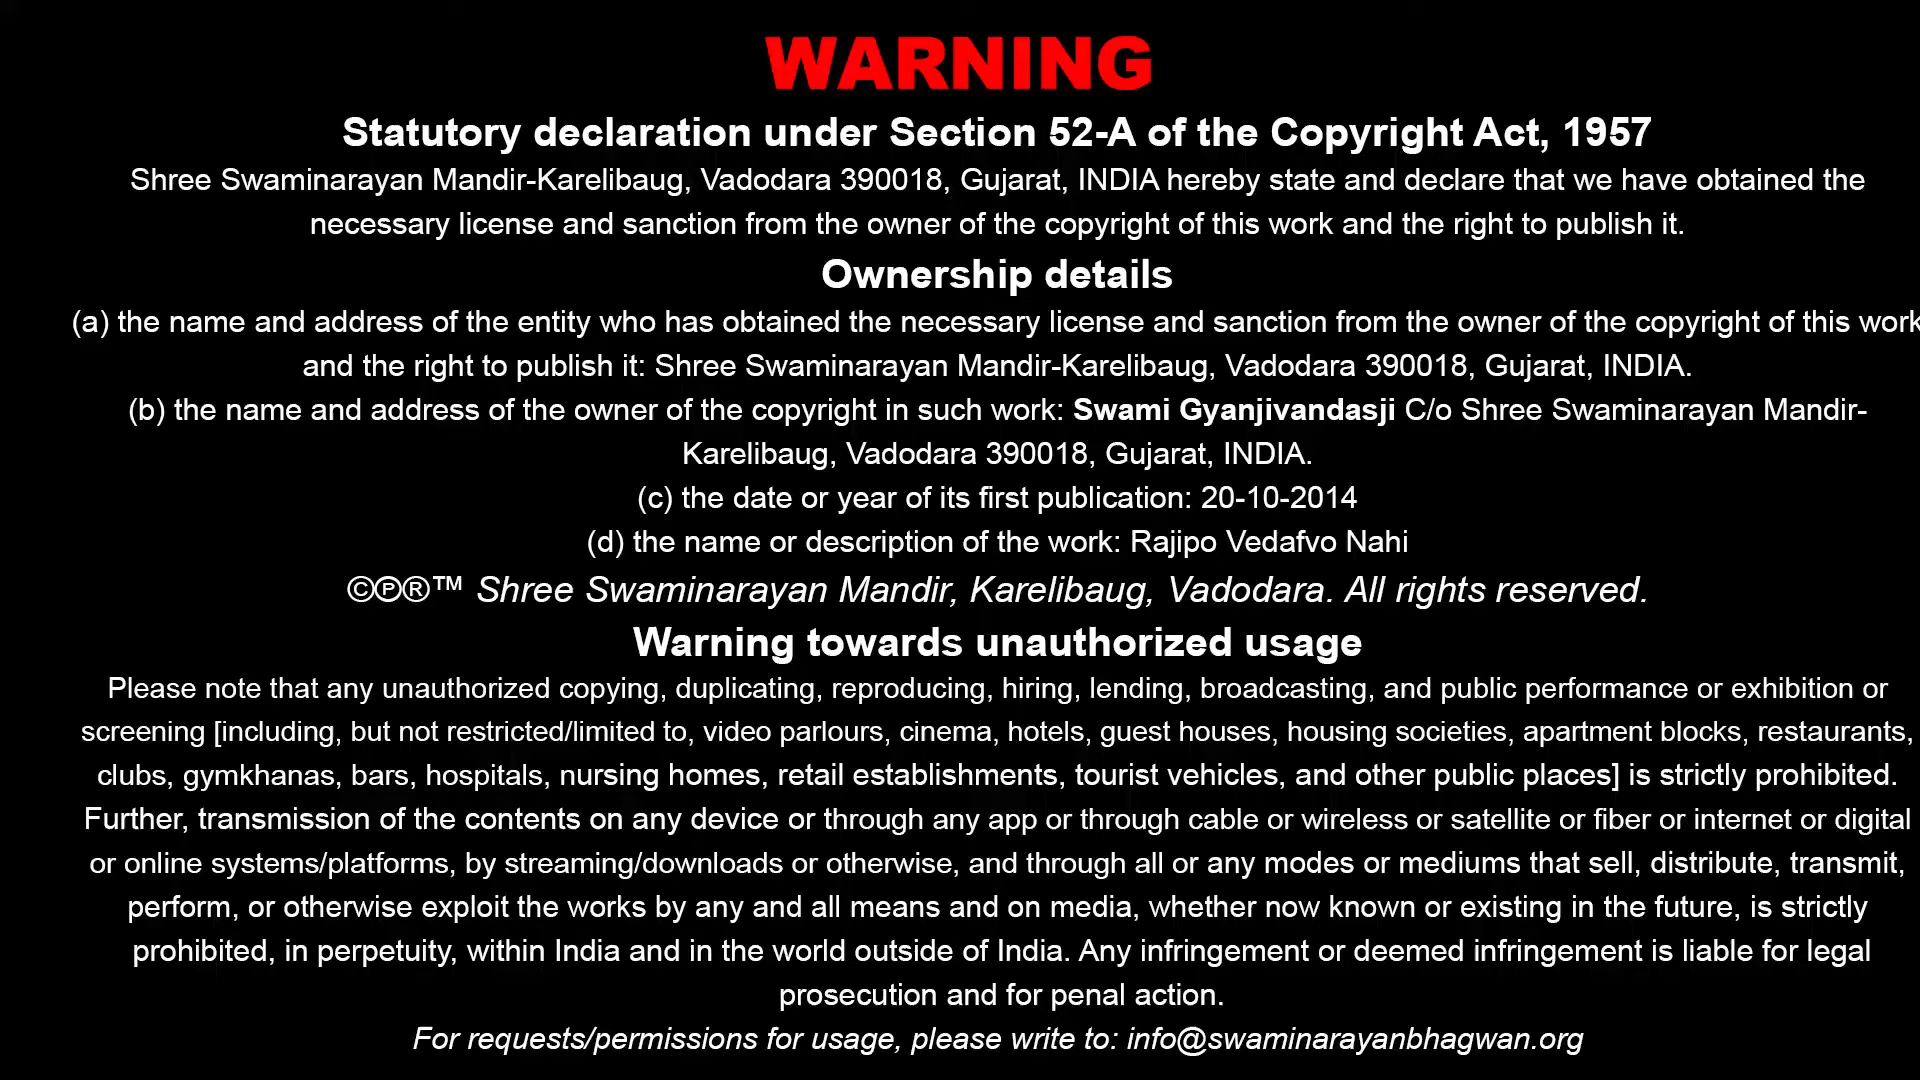 WARNING
Statutory declaration under Section 52-A of the Copyright Act, 1957
Shree Swaminarayan Mandir-Karelibaug, Vadodara 390018, Gujarat, INDIA hereby state and declare that we have obtained the
necessary license and sanction from the owner of the copyright of this work and the right to publish it.
Ownership details
(a) the name and address of the entity who has obtained the necessary license and sanction from the owner of the copyright of this work
and the right to publish it: Shree Swaminarayan Mandir-Karelibaug, Vadodara 390018, Gujarat, INDIA.
(b) the name and address of the owner of the copyright in such work: Swami Gyanjivandasji C/o Shree Swaminarayan Mandir-
Karelibaug, Vadodara 390018, Gujarat, INDIA.
(c) the date or year of its first publication: 20-10-2014
(d) the name or description of the work: Rajipo Vedafvo Nahi
©℗®™ Shree Swaminarayan Mandir, Karelibaug, Vadodara. All rights reserved.
Warning towards unauthorized usage
Please note that any unauthorized copying, duplicating, reproducing, hiring, lending, broadcasting, and public performance or exhibition or
screening [including, but not restricted/limited to, video parlours, cinema, hotels, guest houses, housing societies, apartment blocks, restaurants,
clubs, gymkhanas, bars, hospitals, nursing homes, retail establishments, tourist vehicles, and other public places] is strictly prohibited.
Further, transmission of the contents on any device or through any app or through cable or wireless or satellite or fiber or internet or digital
or online systems/platforms, by streaming/downloads or otherwise, and through all or any modes or mediums that sell, distribute, transmit,
perform, or otherwise exploit the works by any and all means and on media, whether now known or existing in the future, is strictly
prohibited, in perpetuity, within India and in the world outside of India. Any infringement or deemed infringement is liable for legal
prosecution and for penal action.
For requests/permissions for usage, please write to: info@swaminarayanbhagwan.org